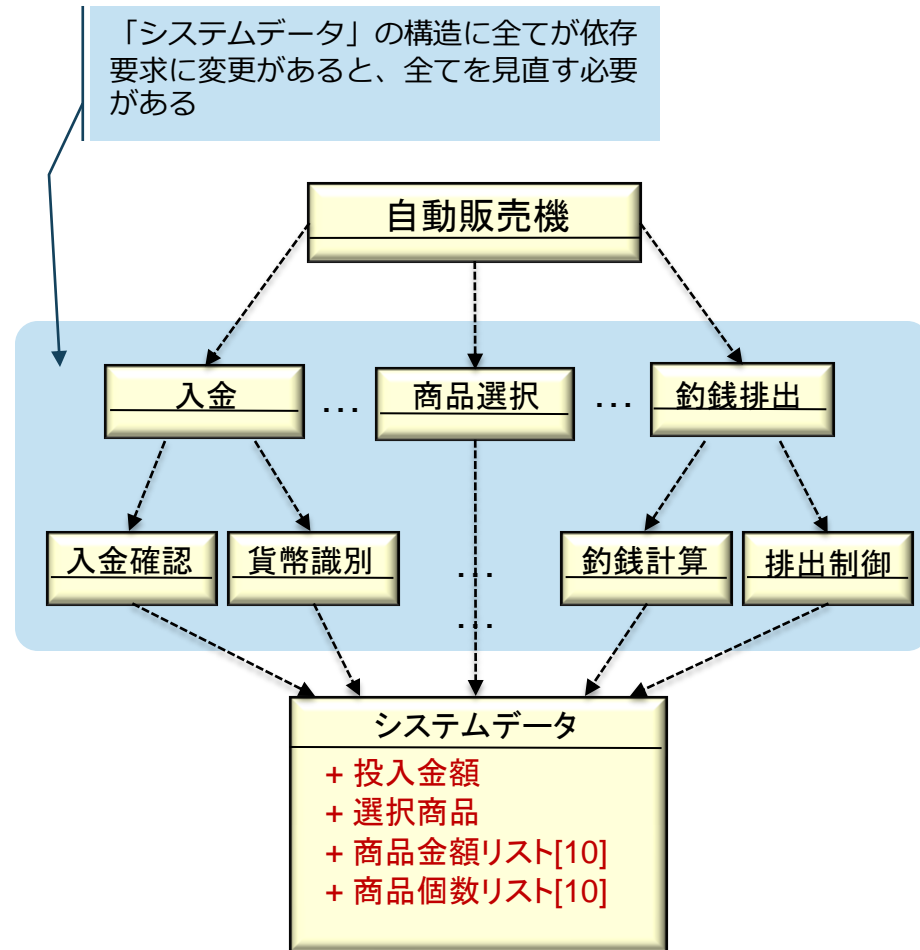 「システムデータ」の構造に全てが依存
要求に変更があると、全てを見直す必要
がある
自動販売機
入金
...
商品選択
...
釣銭排出
入金確認
貨幣識別
...
...
釣銭計算
排出制御
システムデータ
+ 投入金額
+ 選択商品
+ 商品金額リスト[10]
+ 商品個数リスト[10]